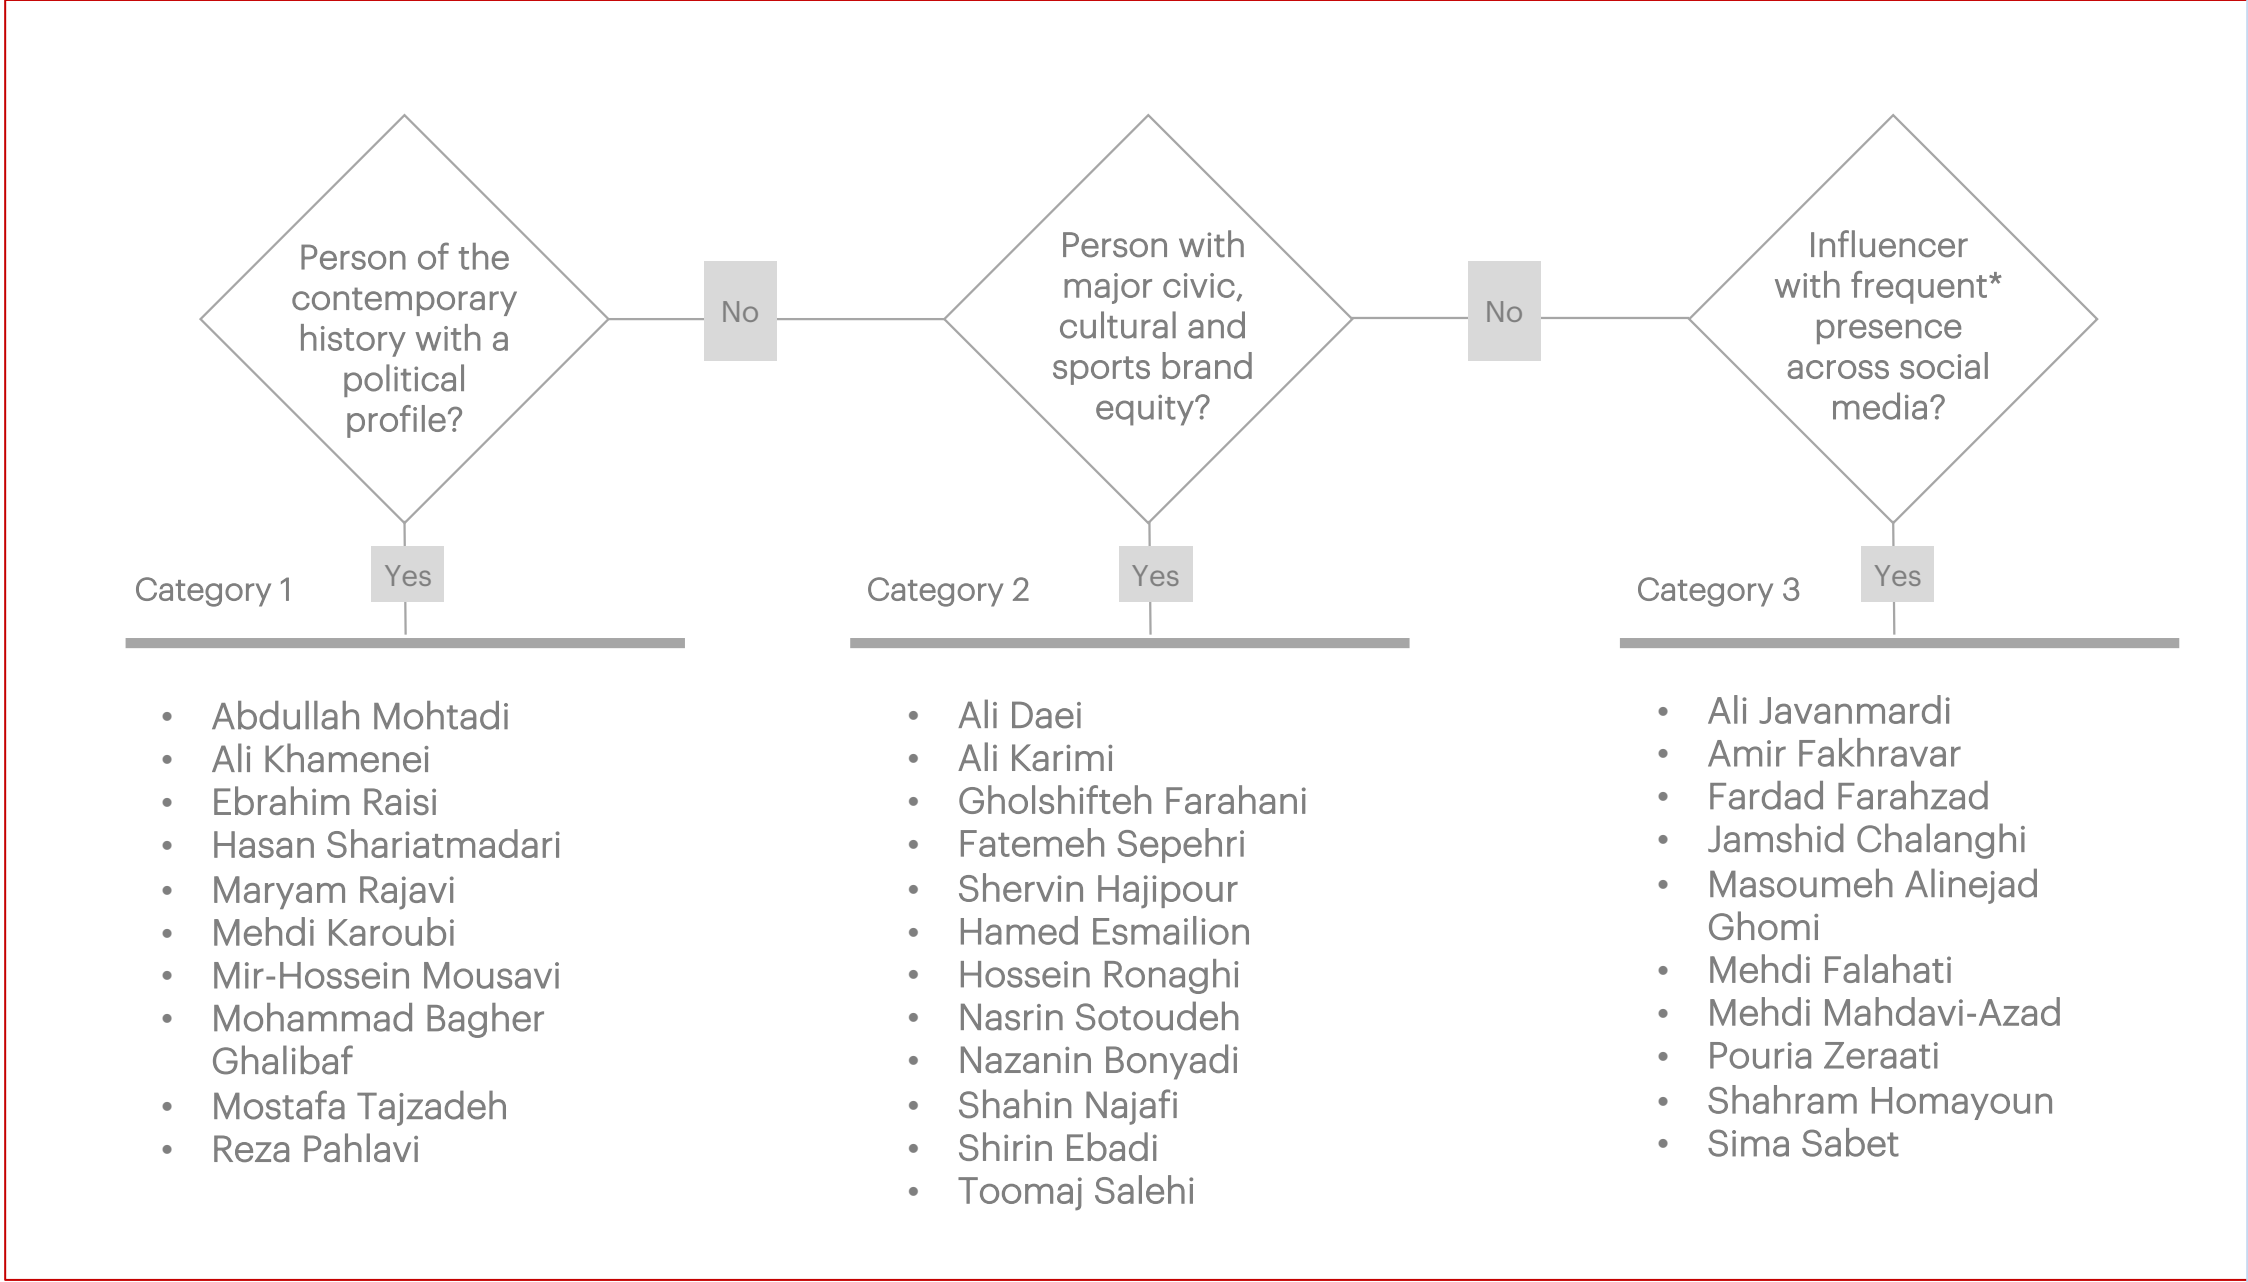 Person of the
contemporary
history with a
political
profile?
No
Person with
major civic,
cultural and
sports brand
equity?
No
Influencer
with frequent*
presence
across social
media?
Category 1
Yes
Category 2
Yes
Category 3
Yes
• Abdullah Mohtadi
• Ali Khamenei
• Ebrahim Raisi
• Hasan Shariatmadari
• Maryam Rajavi
• Mehdi Karoubi
• Mir-Hossein Mousavi
• Mohammad Bagher
Ghalibaf
• Mostafa Tajzadeh
• Reza Pahlavi
• Ali Daei
• Ali Karimi
• Gholshifteh Farahani
• Fatemeh Sepehri
• Shervin Hajipour
• Hamed Esmailion
• Hossein Ronaghi
• Nasrin Sotoudeh
• Nazanin Bonyadi
• Shahin Najafi
• Shirin Ebadi
• Toomaj Salehi
• Ali Javanmardi
• Amir Fakhravar
• Fardad Farahzad
• Jamshid Chalanghi
• Masoumeh Alinejad
Ghomi
• Mehdi Falahati
• Mehdi Mahdavi-Azad
• Pouria Zeraati
• Shahram Homayoun
• Sima Sabet